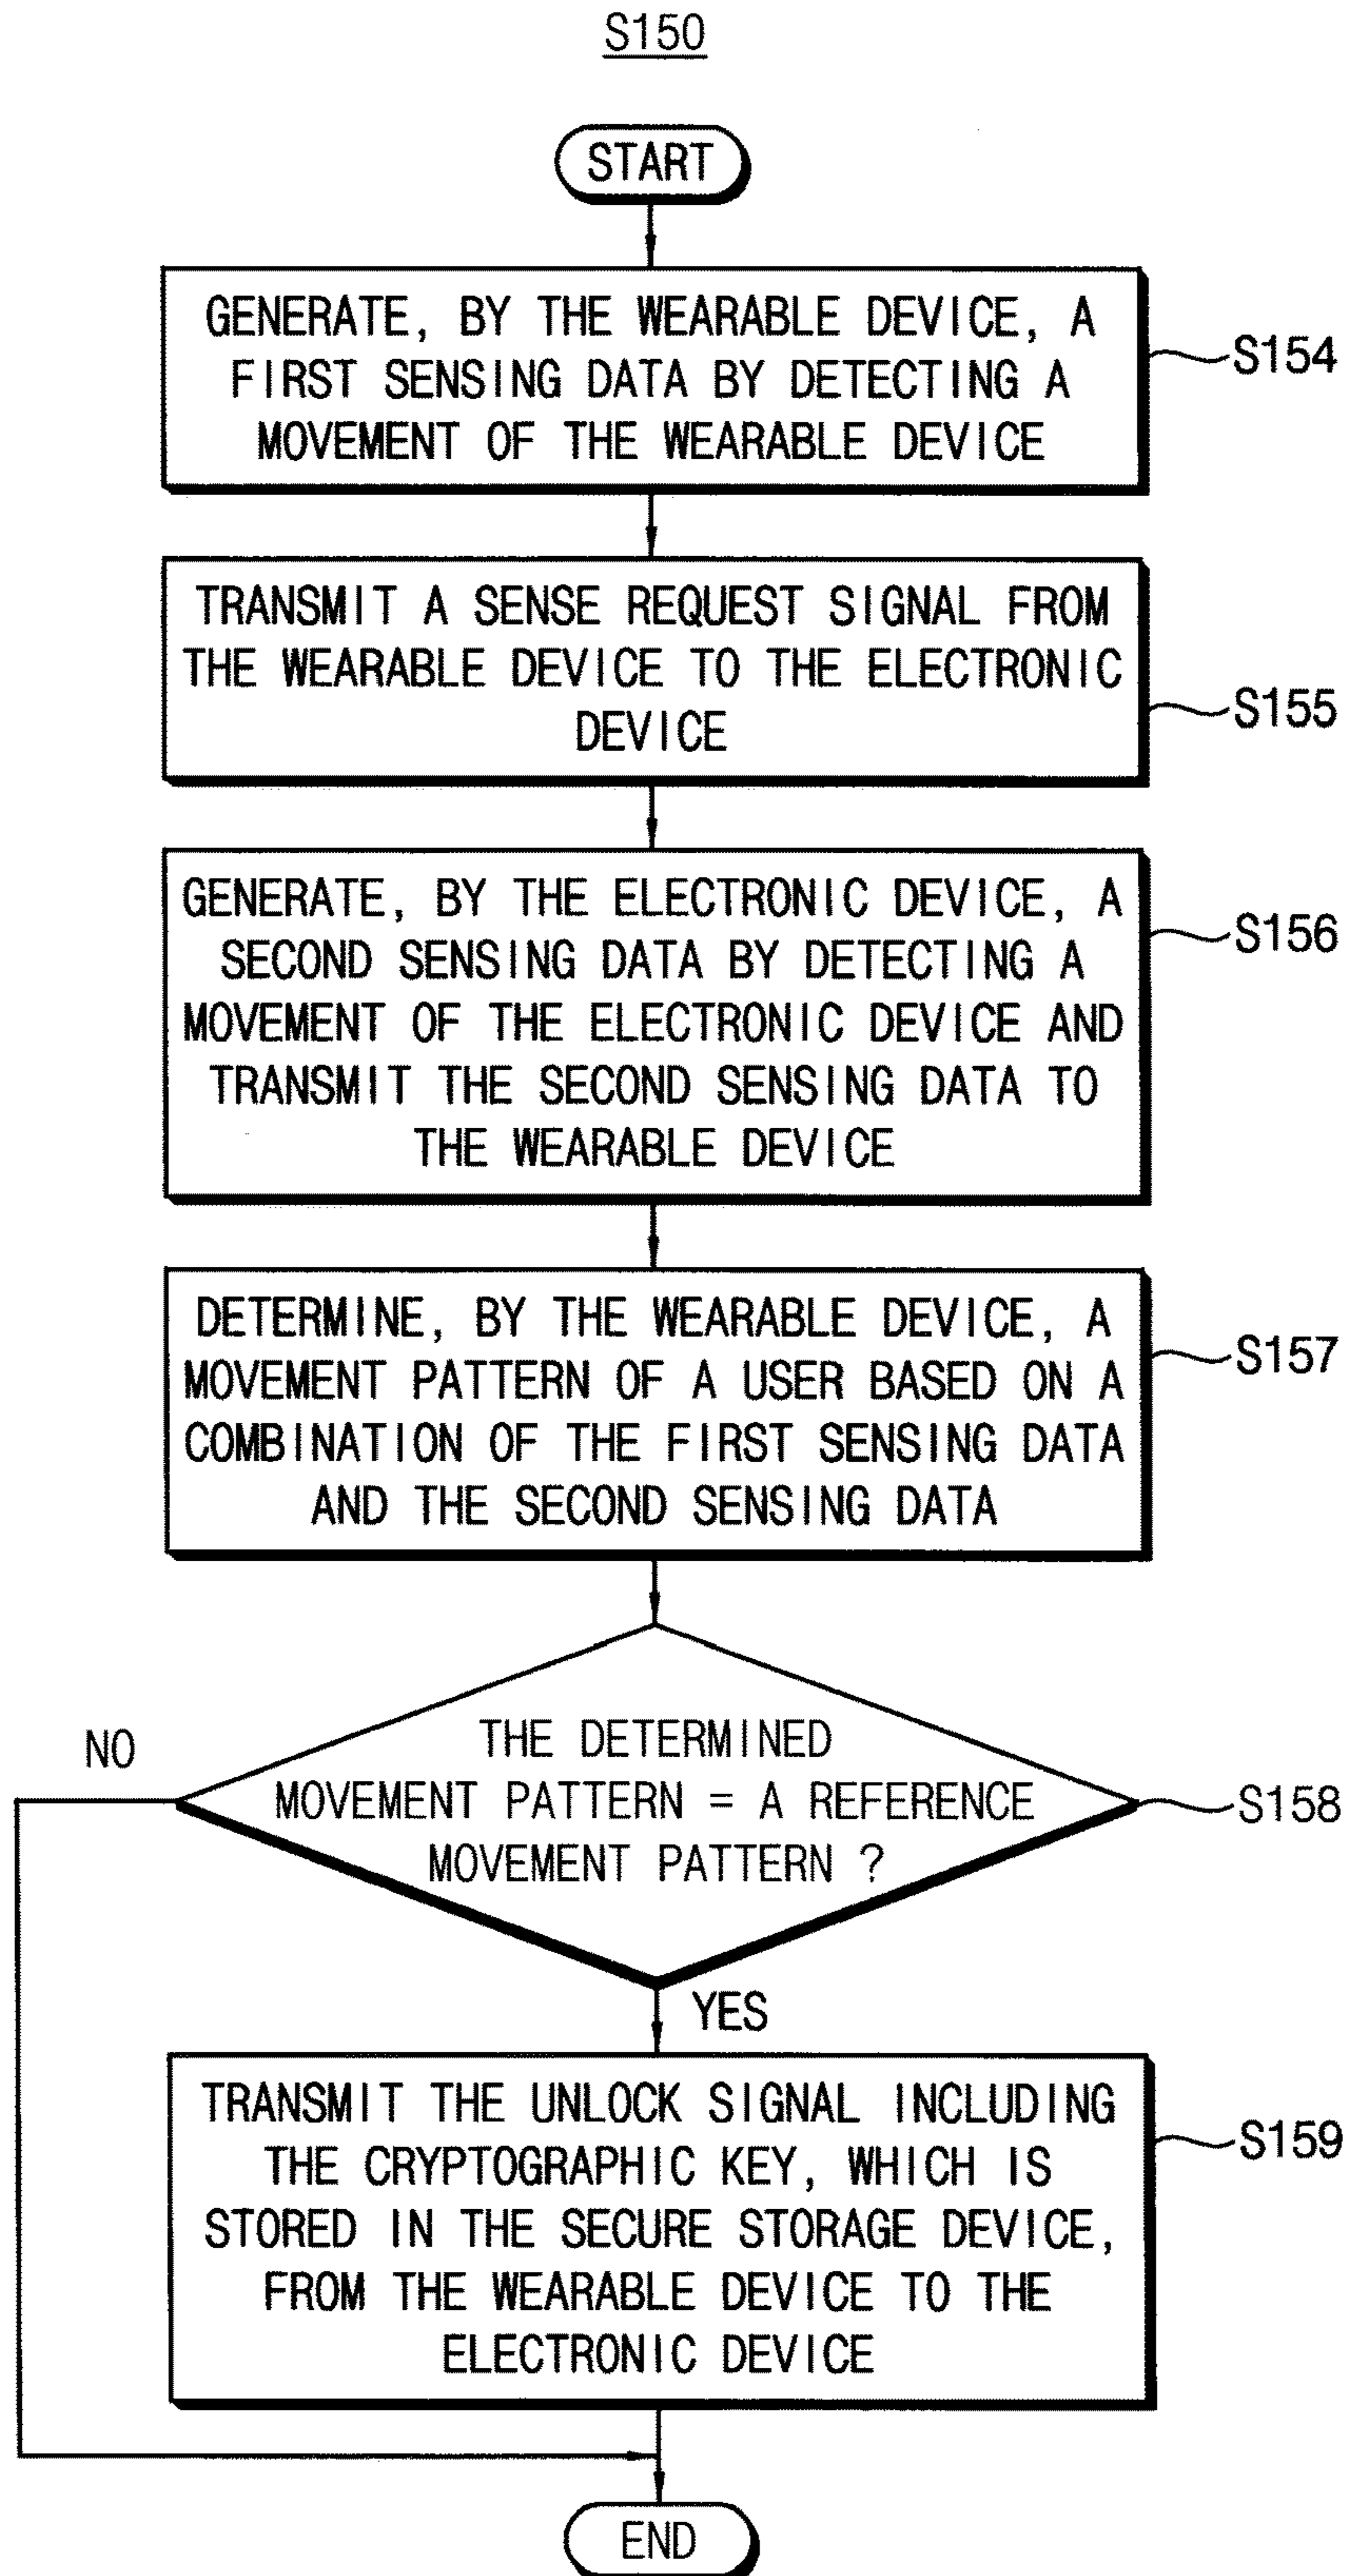 S150
START
GENERATE, BY THE WEARABLE DEVICE, A
FIRST SENSING DATA BY DETECTING A
MOVEMENT OF THE WEARABLE DEVICE
S154
TRANSMIT A SENSE REQUEST SIGNAL FROM
THE WEARABLE DEVICE TO THE ELECTRONIC
DEVICE
S155
GENERATE, BY THE ELECTRONIC DEVICE, A
SECOND SENSING DATA BY DETECTING A
MOVEMENT OF THE ELECTRONIC DEVICE AND
TRANSMIT THE SECOND SENSING DATA TO
THE WEARABLE DEVICE
S156
DETERMINE, BY THE WEARABLE DEVICE, A
MOVEMENT PATTERN OF A USER BASED ON A
COMBINATION OF THE FIRST SENSING DATA
AND THE SECOND SENSING DATA
S157
THE DETERMINED
MOVEMENT PATTERN = A REFERENCE
MOVEMENT PATTERN ?
S158
NO
YES
TRANSMIT THE UNLOCK SIGNAL INCLUDING
THE CRYPTOGRAPHIC KEY, WHICH IS
STORED IN THE SECURE STORAGE DEVICE,
FROM THE WEARABLE DEVICE TO THE
ELECTRONIC DEVICE
S159
END